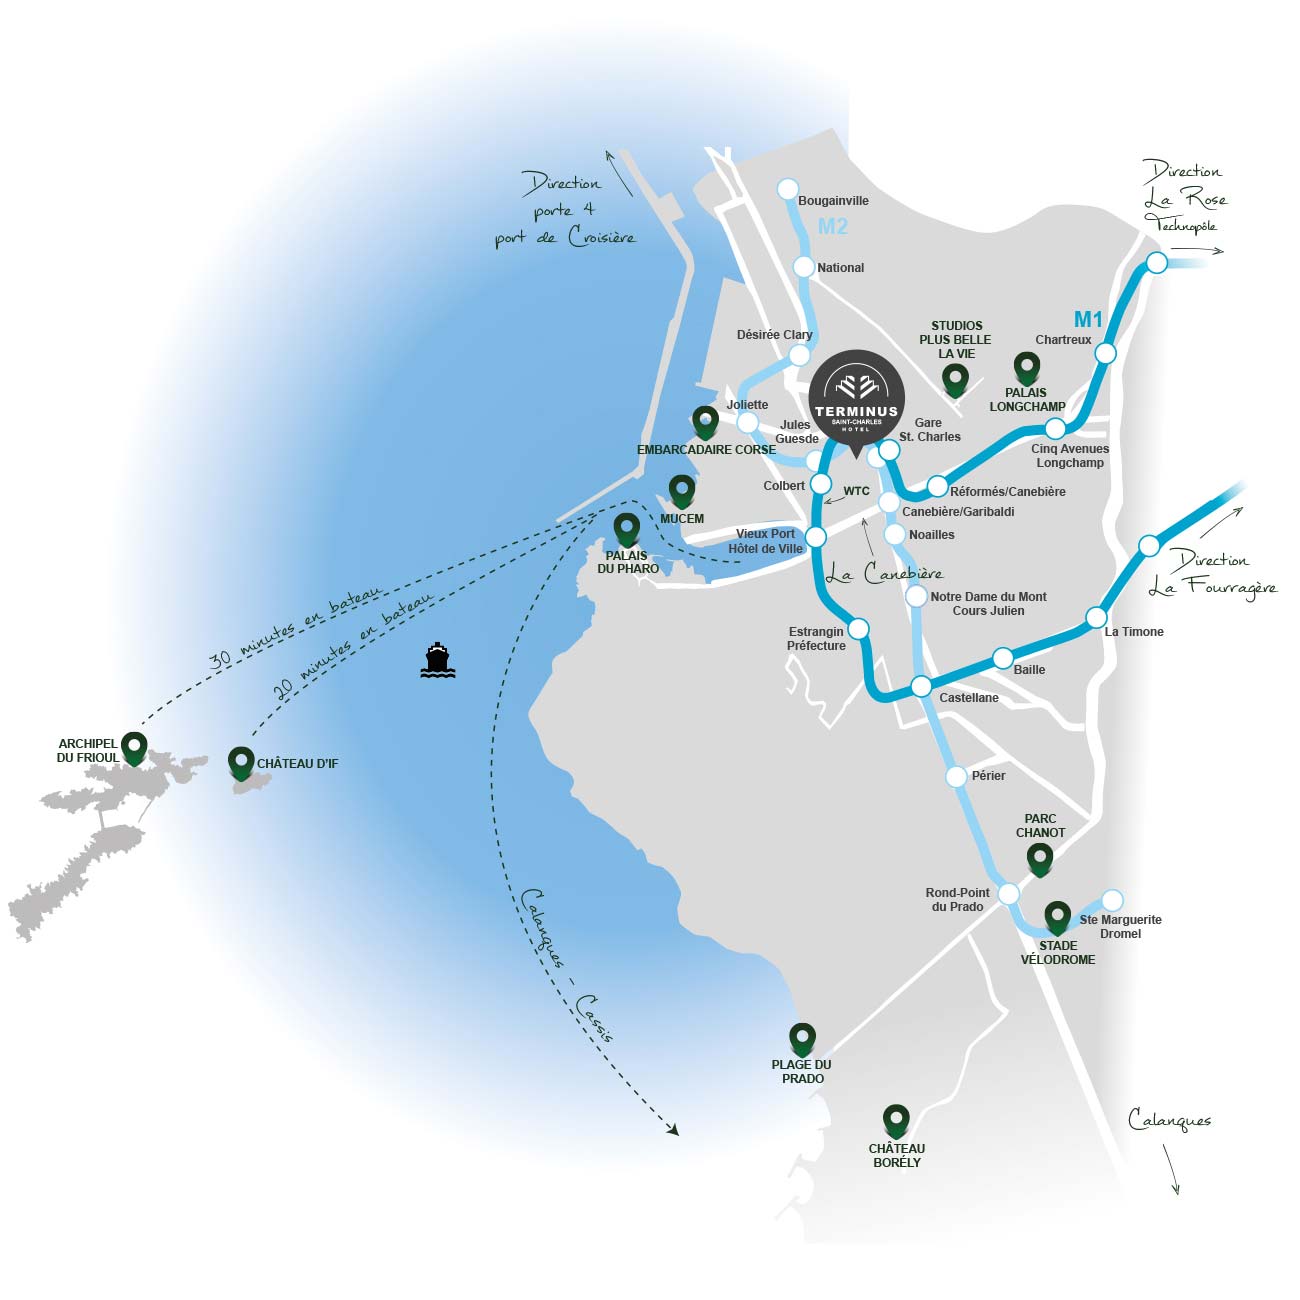 Direction
porte 4
port de Croisière
Bougainville
M2
National
Direction
La Rose
Technopôle
M1
Chartreux
Désirée Clary
STUDIOS
PLUS BELLE
LA VIE
PALAIS
LONGCHAMP
TERMINUS
SAINT-CHARLES
HOTEL
Joliette
Jules
Guesde
Gare
St. Charles
EMBARCADAIRE CORSE
Cinq Avenues
Longchamp
Colbert
WTC
Réformés/Canebière
Canebière/Garibaldi
MUCEM
Vieux Port
Hôtel de Ville
Noailles
PALAIS
DU PHARO
La Canebière
Direction
La Fourragère
Notre Dame du Mont
Cours Julien
30 minutes en bateau
20 minutes en bateau
Estrangin
Préfecture
La Timone
Baille
Castellane
ARCHIPEL
DU FRIOUL
CHÂTEAU D'IF
Périer
PARC
CHANOT
Rond-Point
du Prado
Ste Marguerite
Dromel
STADE
VÉLODROME
Calanques - Cassis
PLAGE DU
PRADO
CHÂTEAU
BORÉLY
Calanques